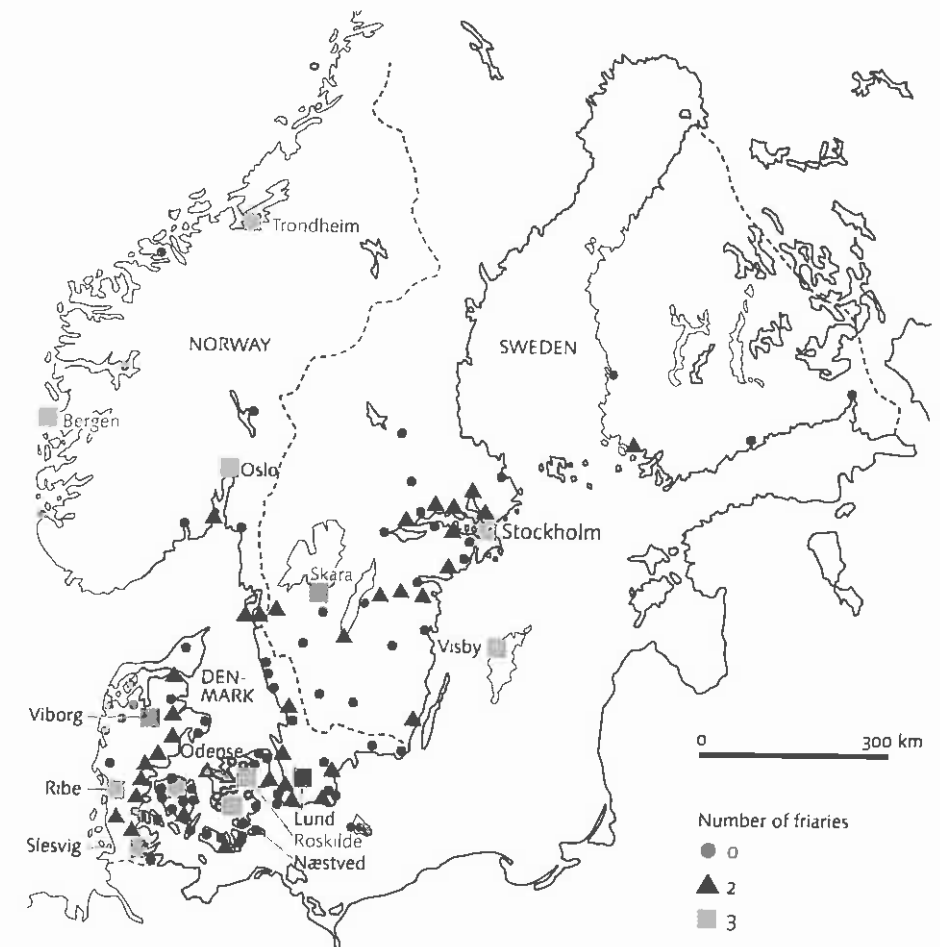 Trondheim
NORWAY
SWEDEN
Bergen
Oslo
Stockholm
Skara
Visby
DEN-
MARK
Viborg
Odense
0 300 km
Ribe
Lund
Roskilde
Næstved
Slesvig
Number of friaries
0
2
3